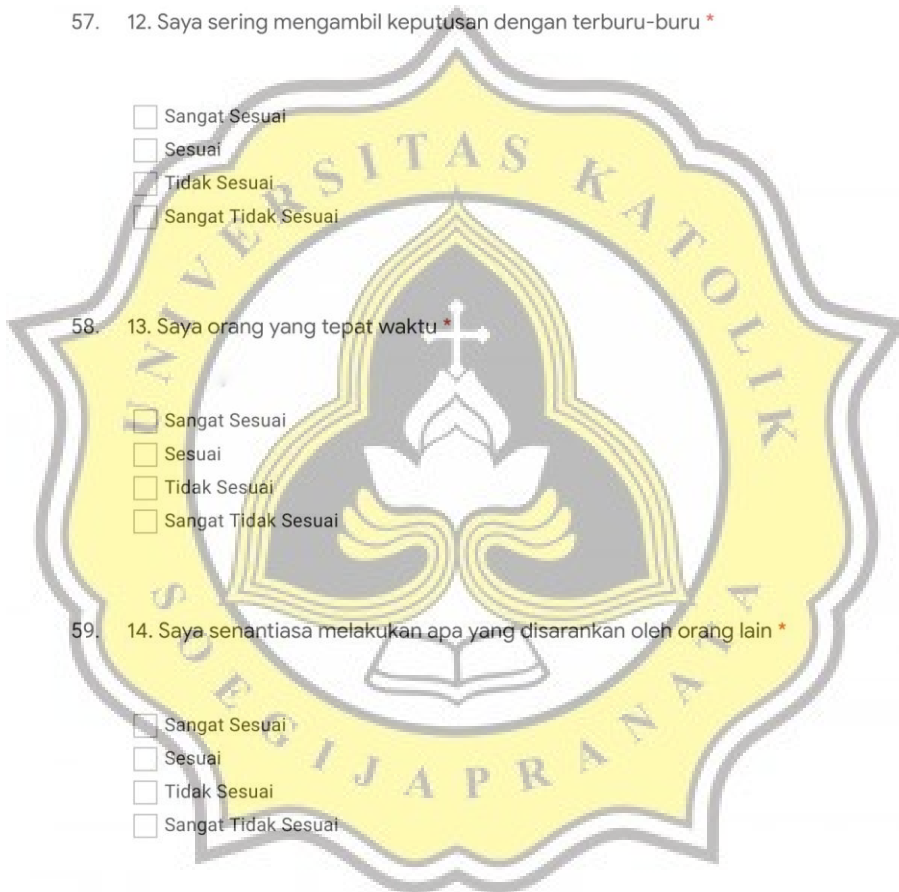 57. 12. Saya sering mengambil keputusan dengan terburu-buru *
Sangat Sesuai
Sesuai
Tidak Sesuai
Sangat Tidak Sesuai
58. 13. Saya orang yang tepat waktu *
Sangat Sesuai
Sesuai
Tidak Sesuai
Sangat Tidak Sesuai
59. 14. Saya senantiasa melakukan apa yang disarankan oleh orang lain *
Sangat Sesuai
Sesuai
Tidak Sesuai
Sangat Tidak Sesuai
UNIVERSITAS KATOLIK
SOEGIJAPRANATA